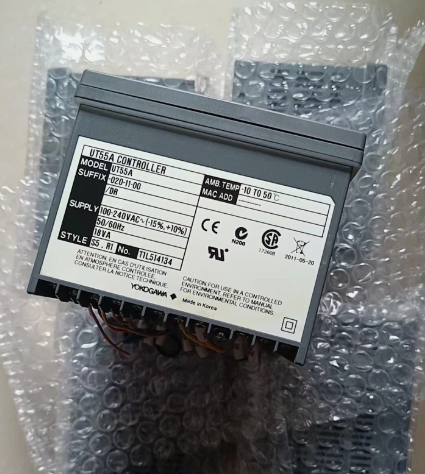 UT55A CONTROLLER
MODEL UT55A
SUFFIX -020-11-00
/DR
SUPPLY 100-240VAC~(-15%,+10%)
50/60Hz
18VA
STYLE S5 . R1 No. T1L514134
AMB.TEMP -10 TO 50℃
MAC ADD
CE
N200
SA
172608
2011-05-20
ATTENTION, EN CAS D'UTILISATION
EN ATMOSPHERE CONTROLÉE,
CONSULTER LA NOTICE TECHNIQUE.
CAUTION: FOR USE IN A CONTROLLED
ENVIRONMENT. REFER TO MANUAL
FOR ENVIRONMENTAL CONDITIONS.
YOKOGAWA
Made in Korea